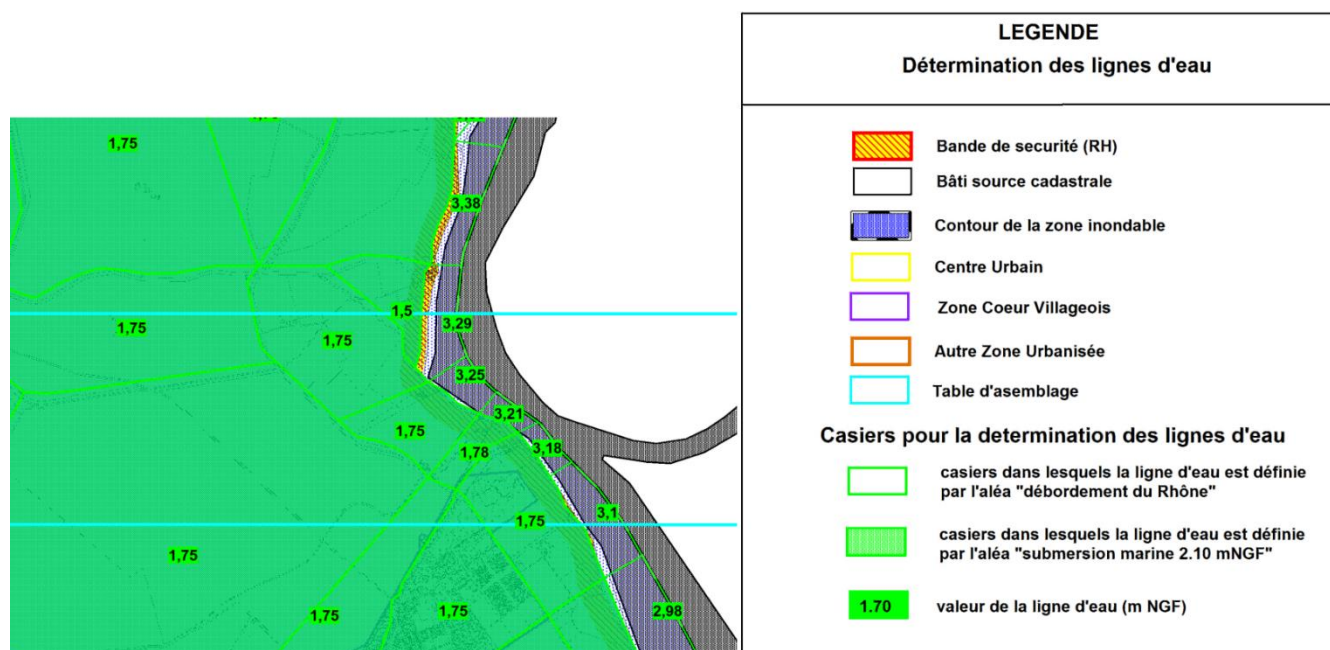 1,75
3,38
1,5
1,75
1,75
3,29
3,25
3,21
1,75
1,78
3,18
3,1
1,75
1,75
1,75
1,75
2,98
LEGENDE
Détermination des lignes d'eau
Bande de securité (RH)
Bâti source cadastrale
Contour de la zone inondable
Centre Urbain
Zone Coeur Villageois
Autre Zone Urbanisée
Table d'asemblage
Casiers pour la determination des lignes d'eau
casiers dans lesquels la ligne d'eau est définie
par l'aléa "débordement du Rhône"
casiers dans lesquels la ligne d'eau est définie
par l'aléa "submersion marine 2.10 mNGF"
1.70 valeur de la ligne d'eau (m NGF)